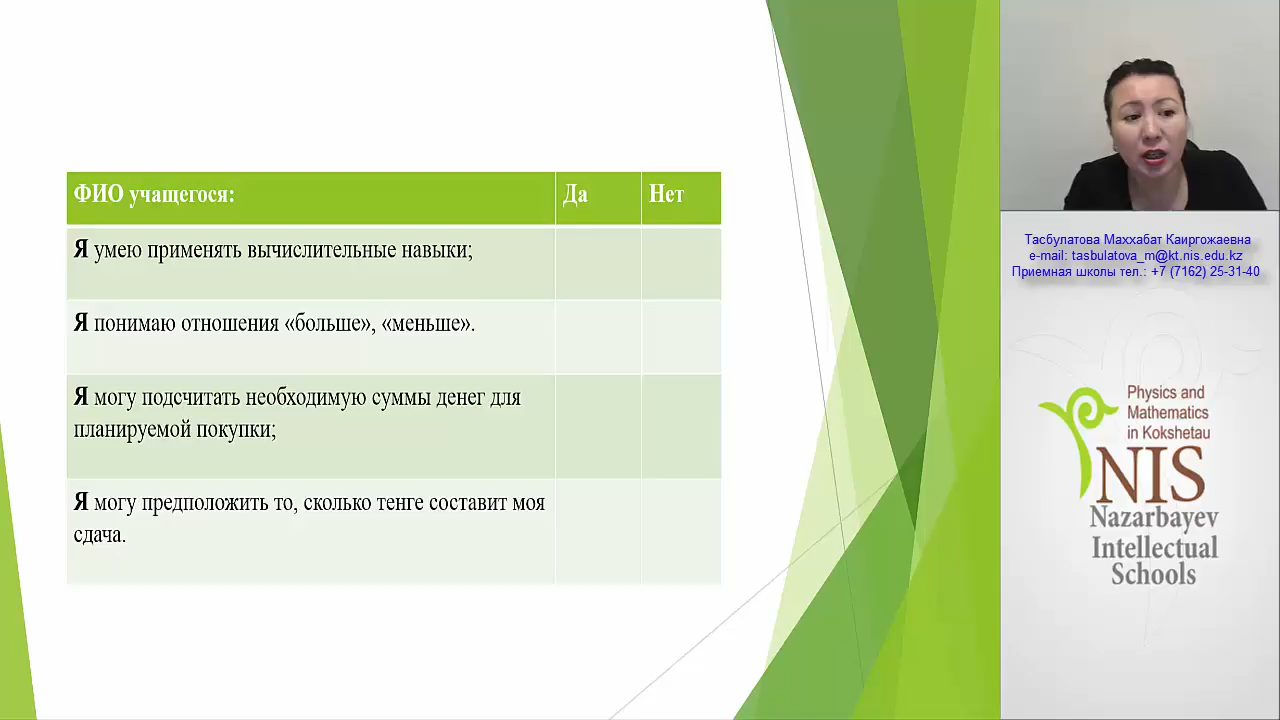 ФИО учащегося: Да Нет
Я умею применять вычислительные навыки;
Я понимаю отношения «больше», «меньше».
Я могу подсчитать необходимую суммы денег для
планируемой покупки;
Я могу предположить то, сколько тенге составит моя
сдача.
Тасбулатова Маххабат Каиргожаевна
e-mail: tasbulatova_m@kt.nis.edu.kz
Приемная школы тел.: +7 (7162) 25-31-40
Physics and
Mathematics
in Kokshetau
NIS
Nazarbayev
Intellectual
Schools